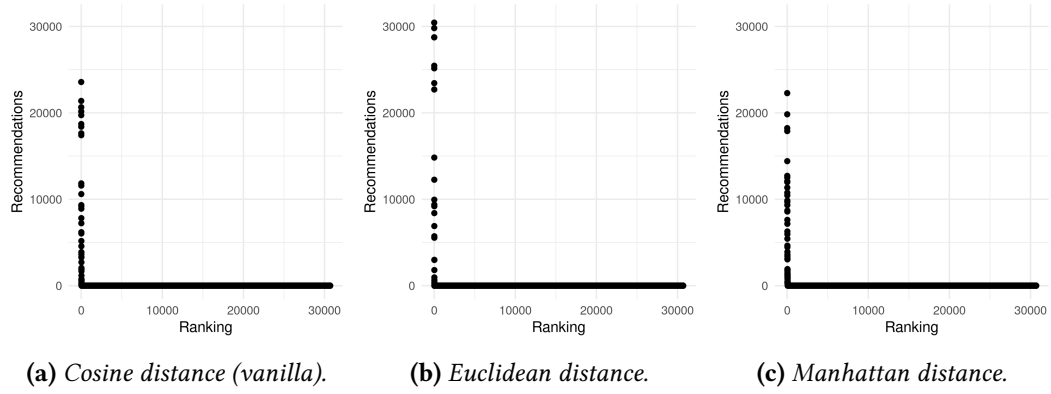 30000
20000
10000
0
Recommendations
0 10000 20000 30000
Ranking
(a) Cosine distance (vanilla).
30000
20000
10000
0
Recommendations
0 10000 20000 30000
Ranking
(b) Euclidean distance.
30000
20000
10000
0
Recommendations
0 10000 20000 30000
Ranking
(c) Manhattan distance.